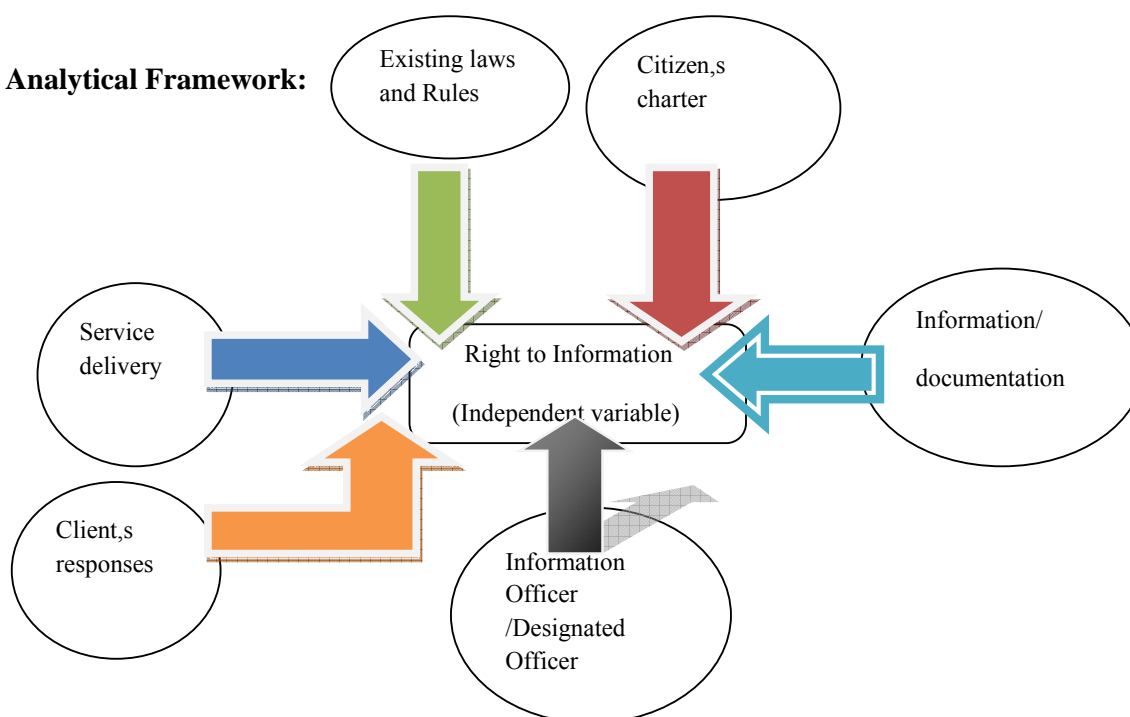 Analytical Framework:
Existing laws
and Rules
Citizen,s
charter
Service
delivery
Right to Information
(Independent variable)
Information/
documentation
Client,s
responses
Information
Officer
/Designated
Officer